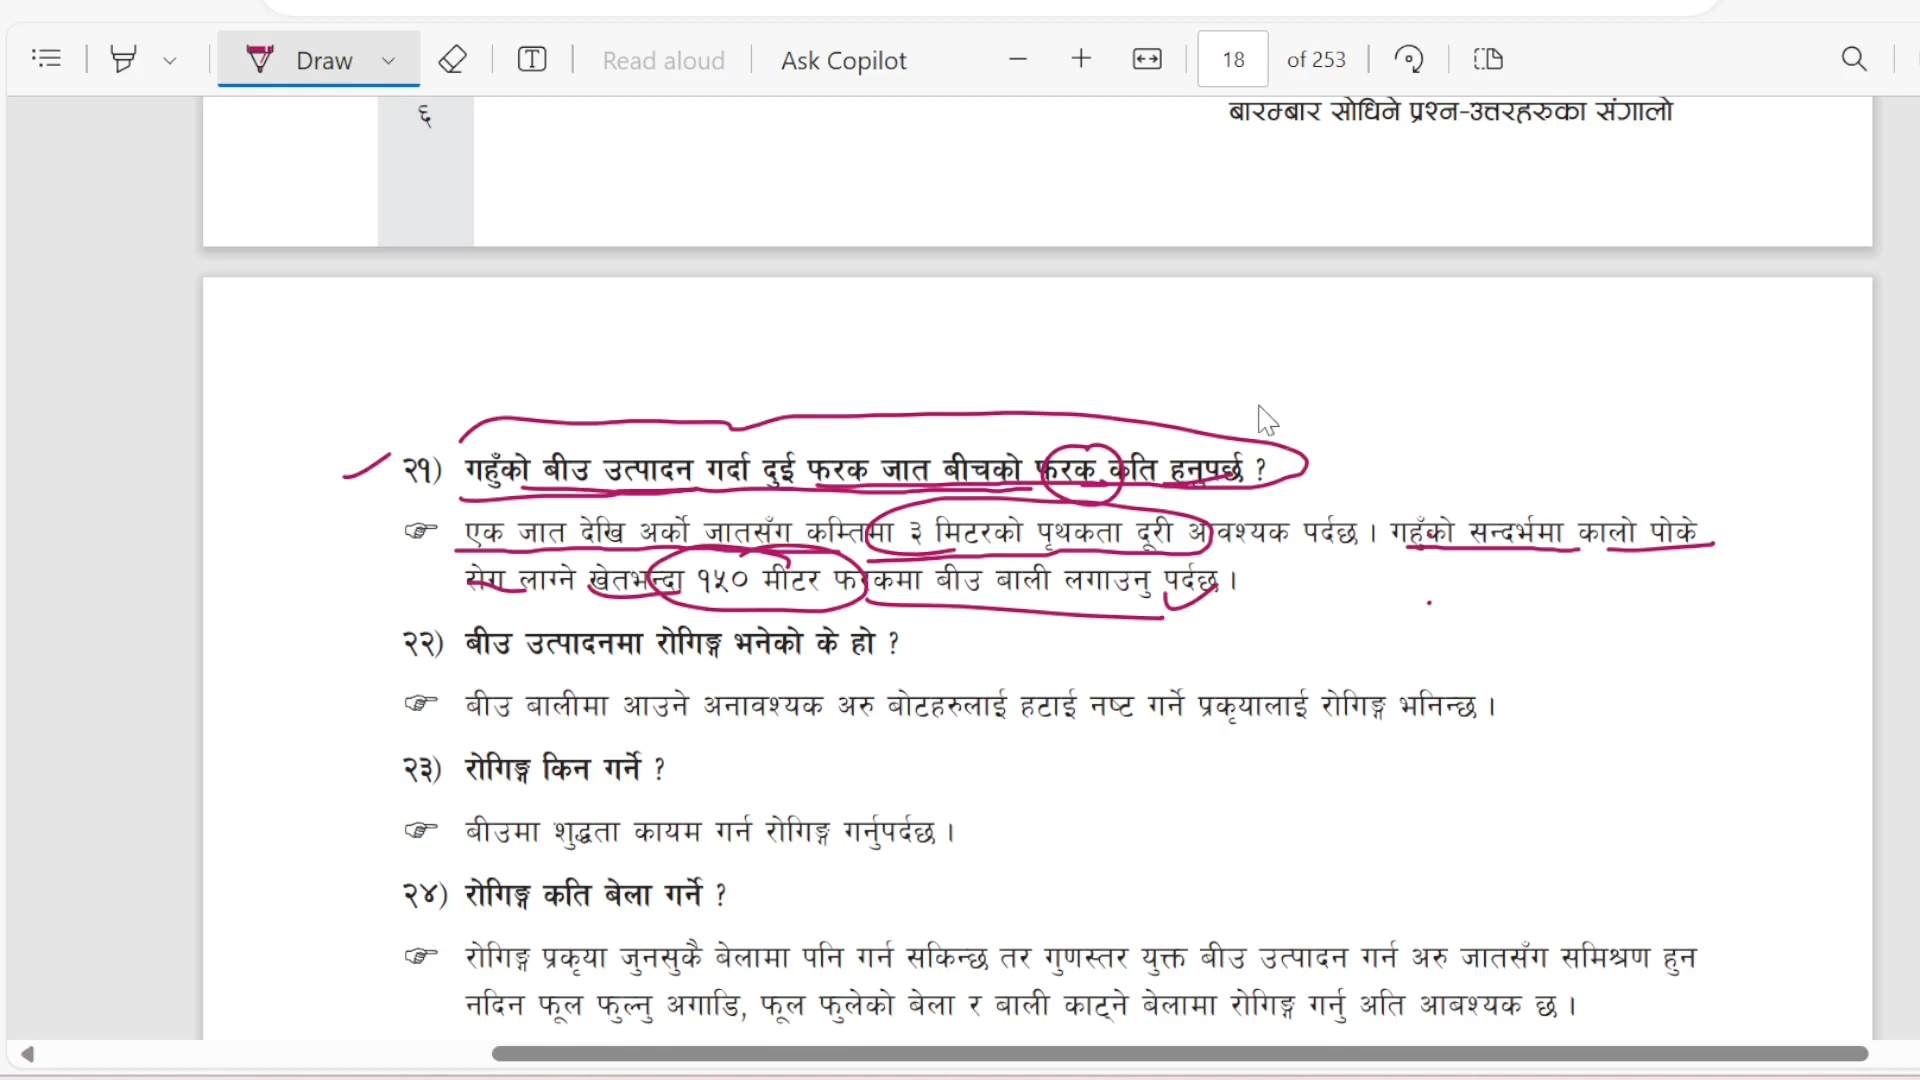 Draw
Read aloud
Ask Copilot
18 of 253
६
बारम्बार सोधिने प्रश्न-उत्तरहरुका संगालो
२१) गहुँको बीउ उत्पादन गर्दा दुई फरक जात बीचको फरक कति हुनुपर्छ ?
☞ एक जात देखि अर्को जातसँग कम्तिमा ३ मिटरको पृथकता दूरी आवश्यक पर्दछ । गहुँको सन्दर्भमा कालो पोके
रोग लाग्ने खेतभन्दा १५० मीटर फरकमा बीउ बाली लगाउनु पर्दछ ।
२२) बीउ उत्पादनमा रोगिङ्ग भनेको के हो ?
☞ बीउ बालीमा आउने अनावश्यक अरु बोटहरुलाई हटाई नष्ट गर्ने प्रकृयालाई रोगिङ्ग भनिन्छ ।
२३) रोगिङ्ग किन गर्ने ?
☞ बीउमा शुद्धता कायम गर्न रोगिङ्ग गर्नुपर्दछ ।
२४) रोगिङ्ग कति बेला गर्ने ?
☞ रोगिङ्ग प्रकृया जुनसुकै बेलामा पनि गर्न सकिन्छ तर गुणस्तर युक्त बीउ उत्पादन गर्न अरु जातसँग समिश्रण हुन
नदिन फूल फुल्नु अगाडि, फूल फुलेको बेला र बाली काट्ने बेलामा रोगिङ्ग गर्नु अति आबश्यक छ ।